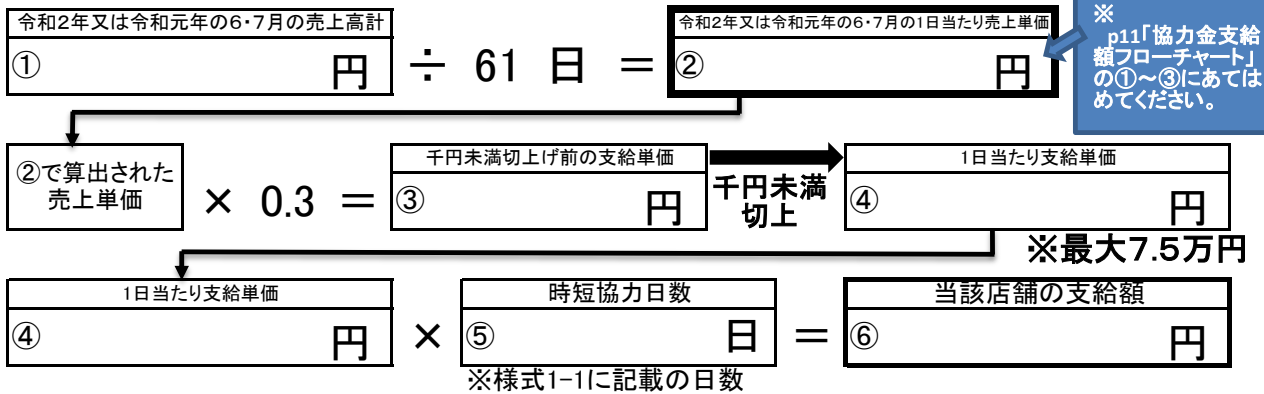 令和2年又は令和元年の6・7月の売上高計
① 円
÷ 61 日 =
令和2年又は令和元年の6・7月の1日当たり売上単価
② 円
※
p11「協力金支給
額フローチャート」
の①~③にあては
めてください。
②で算出された
売上単価
× 0.3 =
千円未満切上げ前の支給単価
③ 円
千円未満
切上
1日当たり支給単価
④ 円
※最大7.5万円
1日当たり支給単価
④ 円
×
時短協力日数
⑤ 日
※様式1-1に記載の日数
=
当該店舗の支給額
⑥ 円